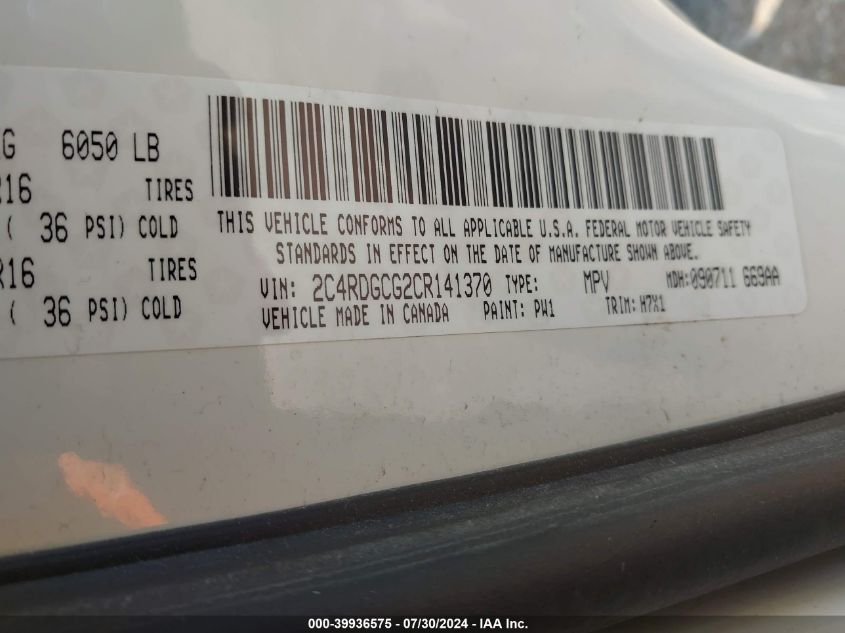 G 6050 LB
R16 TIRES
( 36 PSI) COLD
R16 TIRES
( 36 PSI) COLD
THIS VEHICLE CONFORMS TO ALL APPLICABLE U.S.A. FEDERAL MOTOR VEHICLE SAFETY
STANDARDS IN EFFECT ON THE DATE OF MANUFACTURE SHOWN ABOVE.
VIN: 2C4RDGCG2CR141370 TYPE: MPV MDH:090711 669AA
VEHICLE MADE IN CANADA PAINT: PW1 TRIM: H7X1
000-39936575 / 07/30/2024 - IAA Inc.